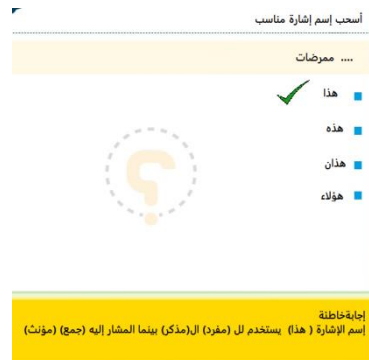 أسحب إسم إشارة مناسب
.... ممرضات
هذا
هذه
هذان
هؤلاء
إجابةخاطئة
إسم الإشارة ( هذا) يستخدم لل (مفرد) ال(مذكر) بينما المشار إليه (جمع) (مؤنث)